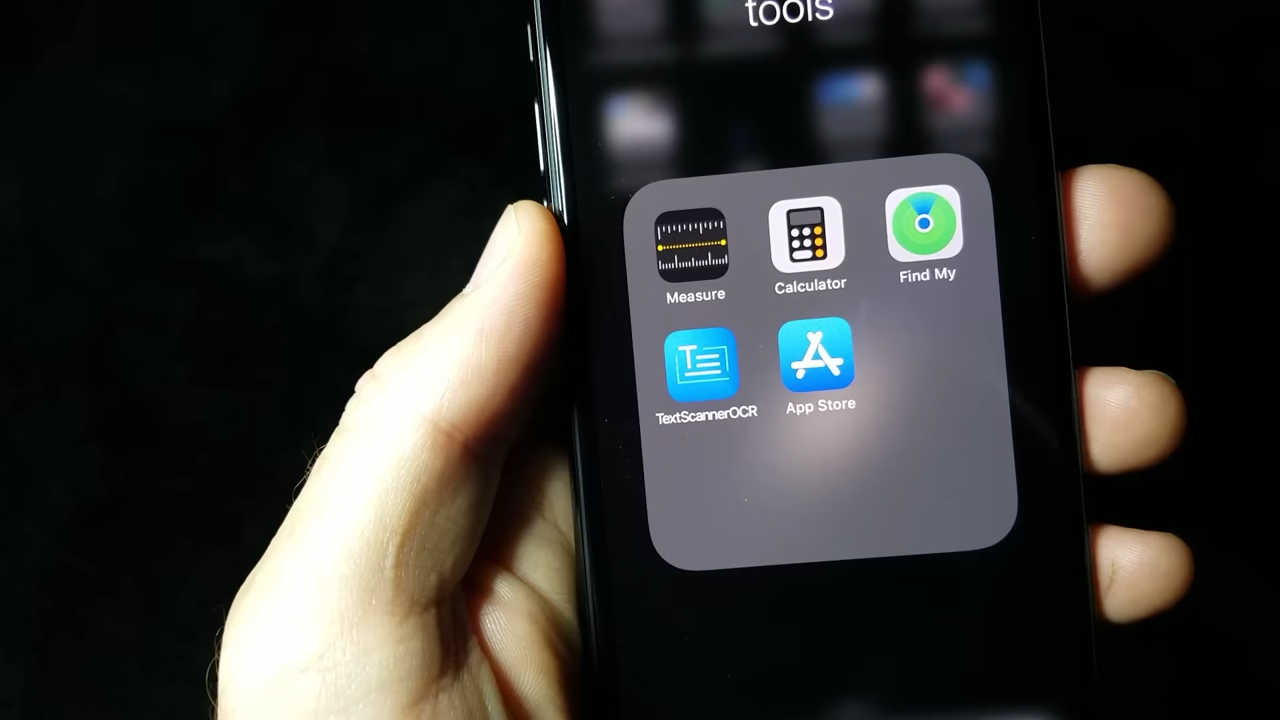 tools
Measure
Calculator
Find My
TextScannerOCR
App Store